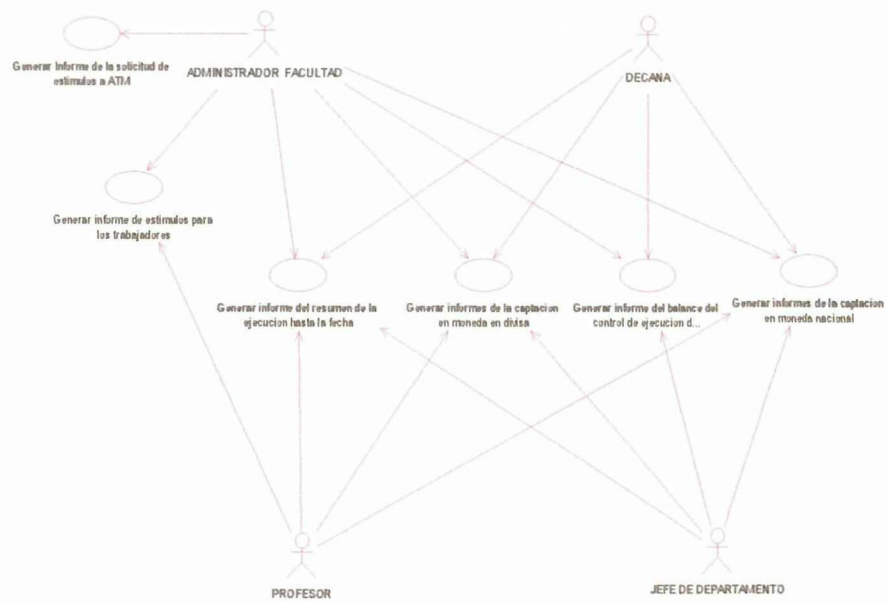 Generar Informe de la solicitud de
estimulos a ATM
ADMINISTRADOR FACULTAD
DECANA
Generar informe de estimulos para
los trabajadores
Generar informe del resumen de la
ejecucion hasta la fecha
Generar informes de la captacion
en moneda en divisa
Generar informe del balance del
control de ejecucion d...
Generar informes de la captacion
en moneda nacional
PROFESOR
JEFE DE DEPARTAMENTO